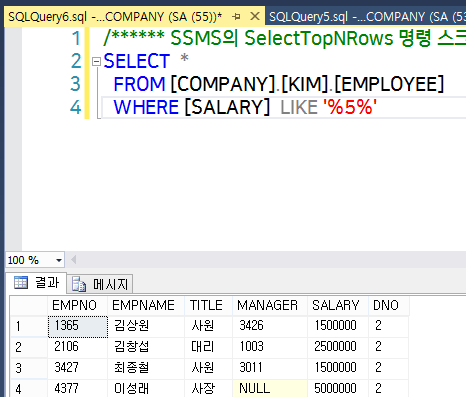 SQLQuery6.sql -...COMPANY (SA (55))* SQLQuery5.sql -...COMPANY (SA (53
1 /****** SSMS의 SelectTopNRows 명령 스크
2 SELECT *
3 FROM [COMPANY].[KIM].[EMPLOYEE]
4 WHERE [SALARY] LIKE '%5%'
100 %
결과 메시지
EMPNO EMPNAME TITLE MANAGER SALARY DNO
1 1365 김상원 사원 3426 1500000 2
2 2106 김창섭 대리 1003 2500000 2
3 3427 최종철 사원 3011 1500000 2
4 4377 이성래 사장 NULL 5000000 2